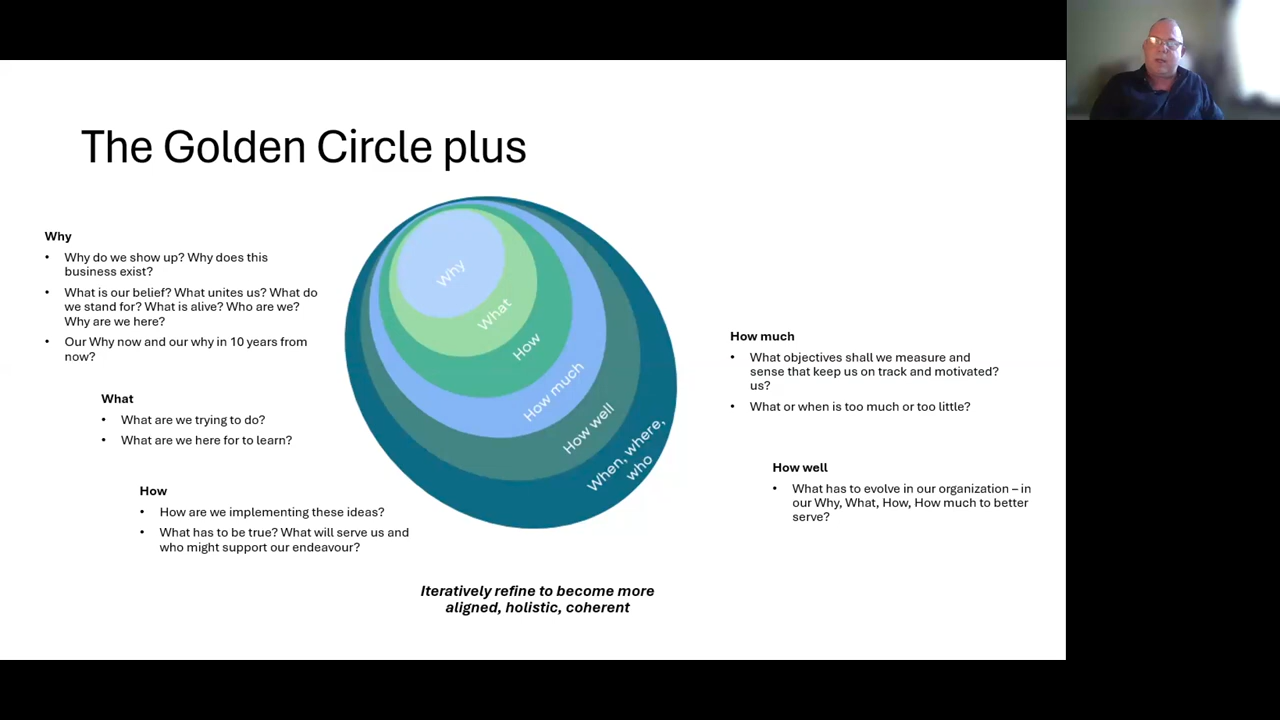 The Golden Circle plus
Why
• Why do we show up? Why does this
business exist?
• What is our belief? What unites us? What do
we stand for? What is alive? Who are we?
Why are we here?
• Our Why now and our why in 10 years from
now?
What
• What are we trying to do?
• What are we here for to learn?
How
• How are we implementing these ideas?
• What has to be true? What will serve us and
who might support our endeavour?
Why
What
How
How much
How well
When, where,
who
How much
• What objectives shall we measure and
sense that keep us on track and motivated?
us?
• What or when is too much or too little?
How well
• What has to evolve in our organization – in
our Why, What, How, How much to better
serve?
Iteratively refine to become more
aligned, holistic, coherent